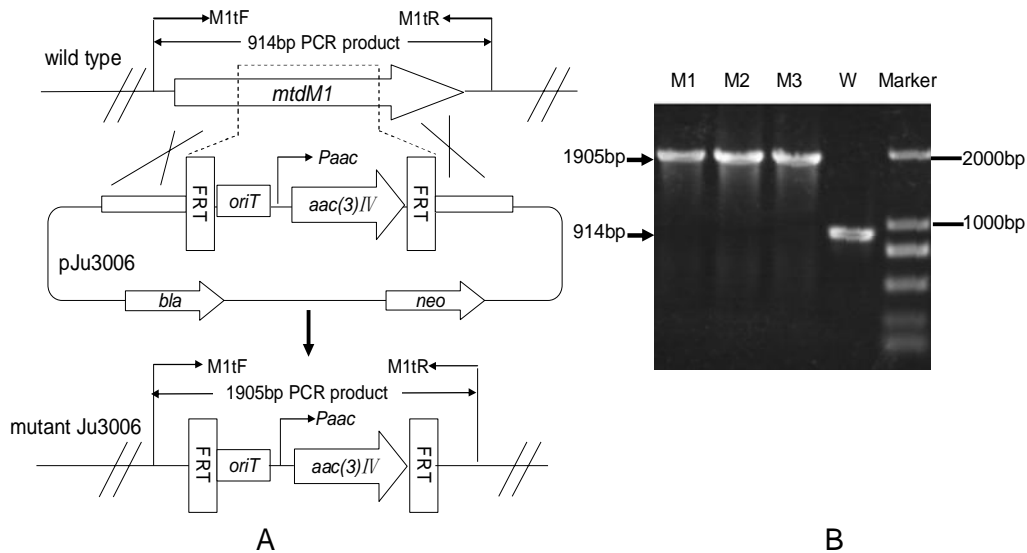 M1tF
M1tR
914bp PCR product
wild type
mtdM1
Paac
FRT
oriT
aac(3)IV
FRT
pJu3006
bla
neo
M1tF
M1tR
1905bp PCR product
Paac
mutant Ju3006
FRT
oriT
aac(3)IV
FRT
A
M1 M2 M3 W Marker
1905bp
2000bp
1000bp
914bp
B